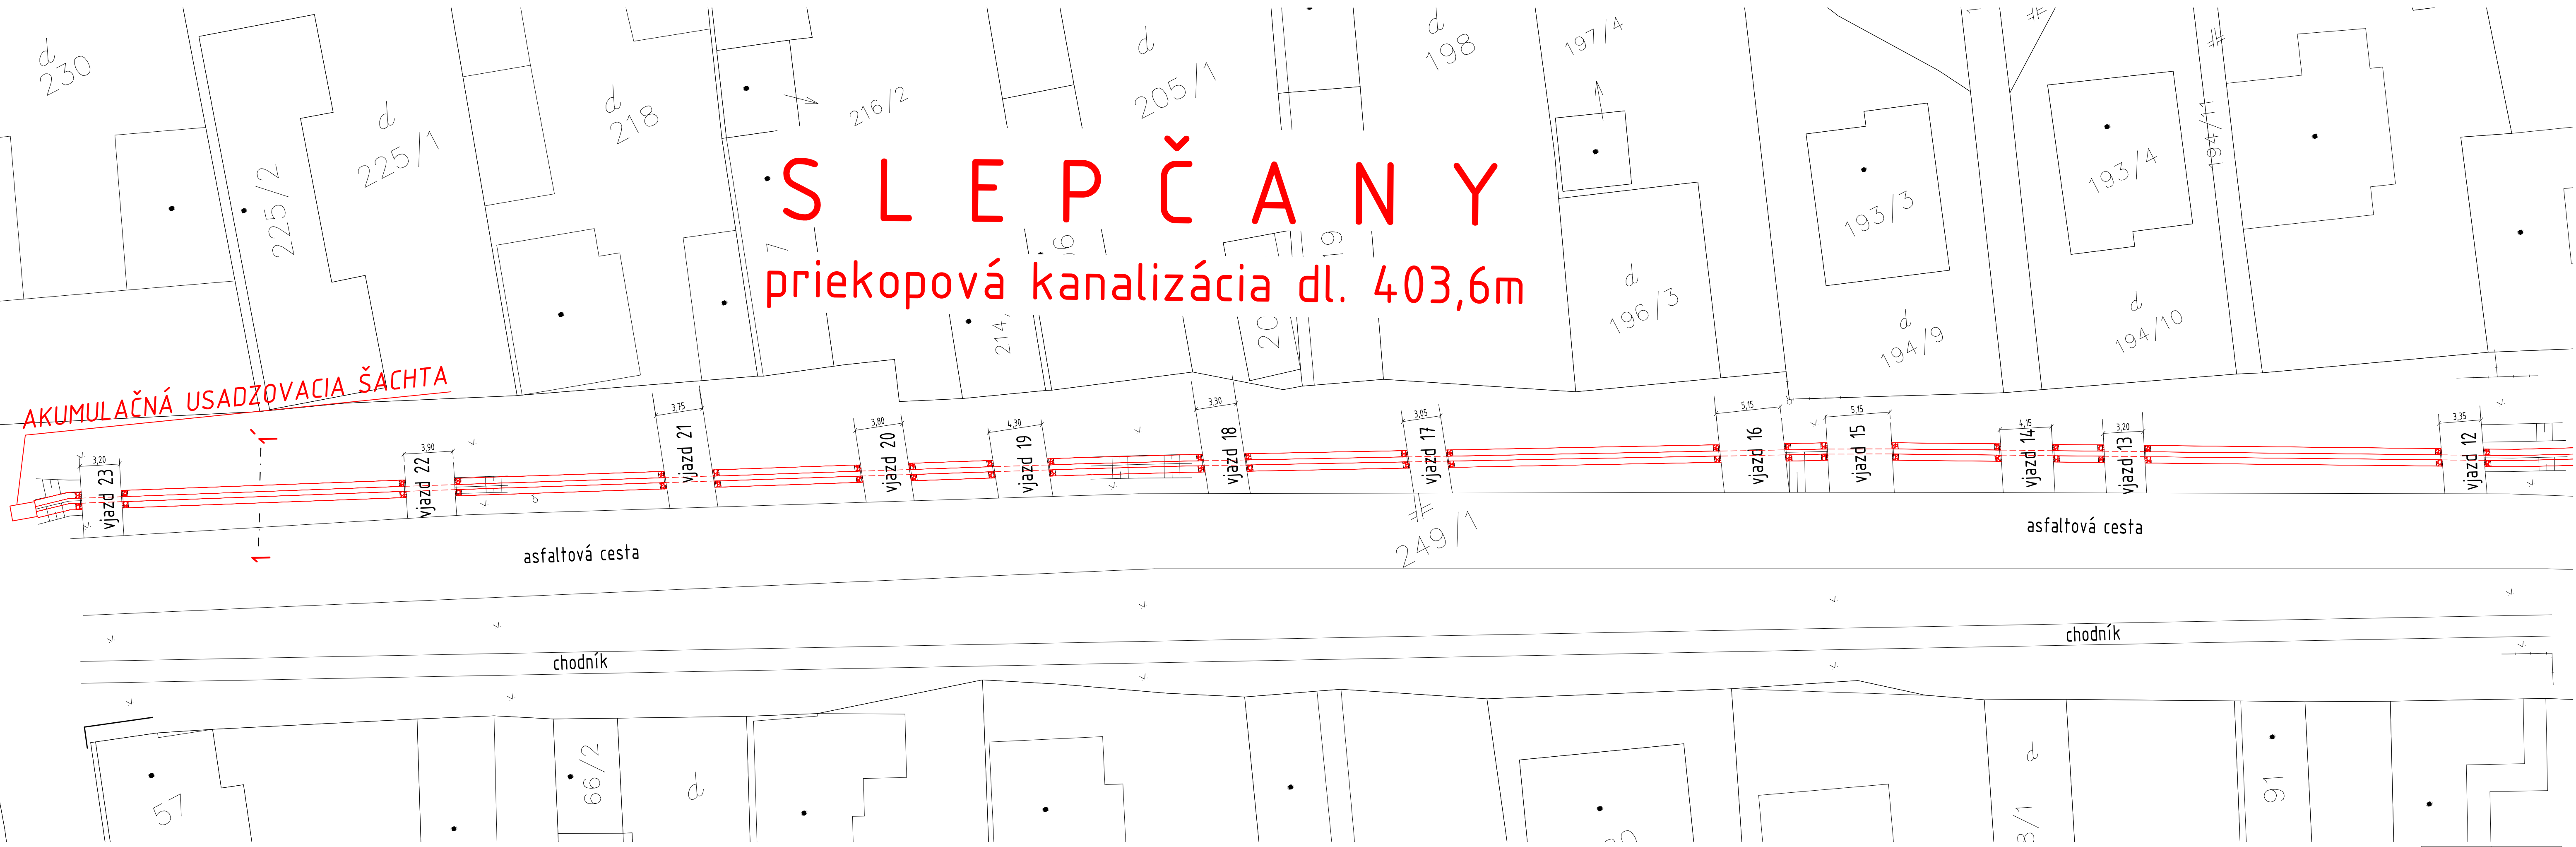 d
230
225/2
d
225/1
d
218
216/2
d
205/1
d
198
197/4
193/3
193/4
194/11
d
196/3
d
194/9
d
194/10
SLEPČANY
priekopová kanalizácia dl. 403,6m
AKUMULAČNÁ USADZOVACIA ŠACHTA
1'
1
3,20
vjazd 23
3,90
vjazd 22
3,75
vjazd 21
3,80
vjazd 20
4,30
vjazd 19
3,30
vjazd 18
3,05
vjazd 17
5,15
vjazd 16
5,15
vjazd 15
4,15
vjazd 14
3,20
vjazd 13
3,35
vjazd 12
249/1
asfaltová cesta
asfaltová cesta
chodník
chodník
57
66/2
d
d
91